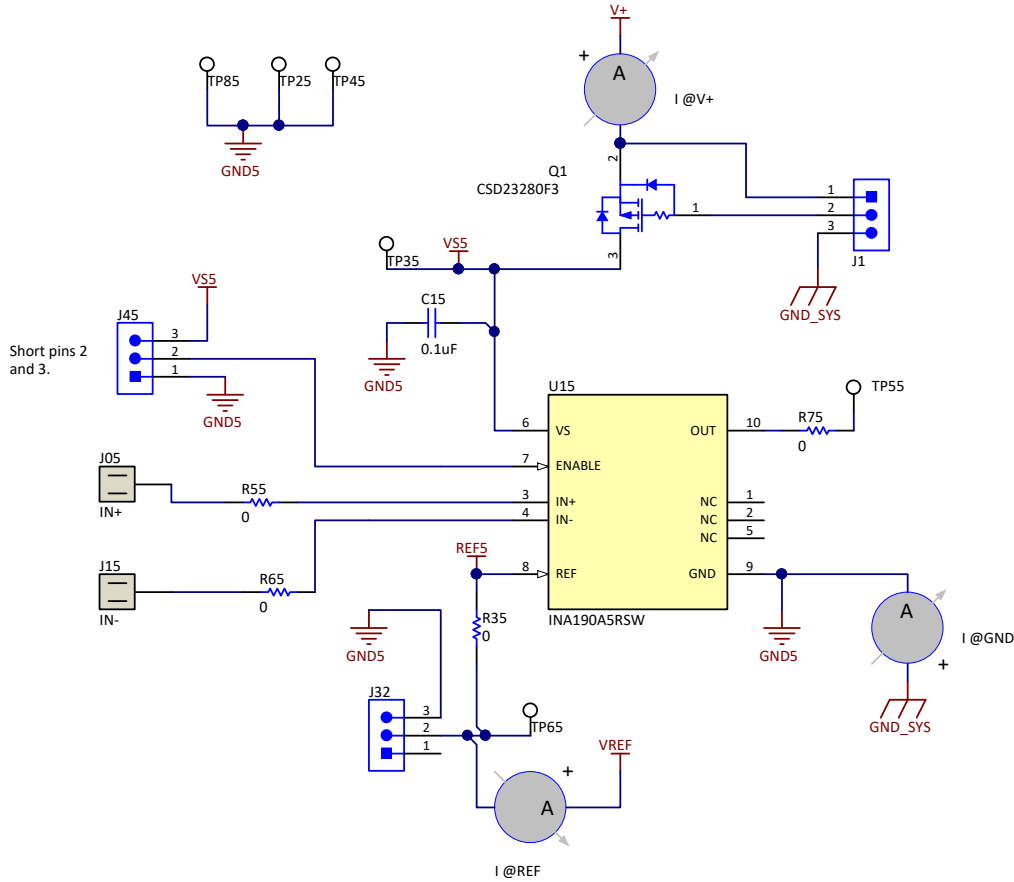 V+
+
A
I @V+
TP85
TP25
TP45
GND5
Q1
CSD23280F3
2
1
3
1
2
3
J1
GND_SYS
TP35
VS5
C15
0.1uF
GND5
VS5
J45
3
2
1
Short pins 2
and 3.
GND5
U15
6
VS
7
ENABLE
3
IN+
4
IN-
8
REF
OUT
10
NC
1
NC
2
NC
5
GND
9
INA190A5RSW
R75
0
TP55
J05
IN+
R55
0
J15
IN-
R65
0
REF5
R35
0
GND5
GND5
A
I @GND
+
GND_SYS
J32
3
2
1
TP65
VREF
+
A
I @REF